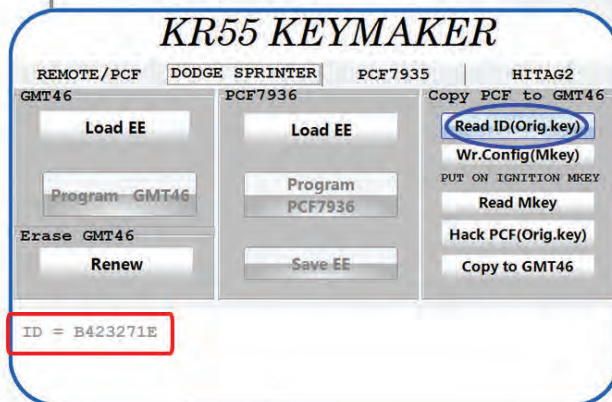 KR55 KEYMAKER
REMOTE/PCF DODGE SPRINTER PCF7935 HITAG2
GMT46
Load EE
Program GMT46
Erase GMT46
Renew
PCF7936
Load EE
Program
PCF7936
Save EE
Copy PCF to GMT46
Read ID(Orig.key)
Wr.Config(Mkey)
PUT ON IGNITION MKEY
Read Mkey
Hack PCF(Orig.key)
Copy to GMT46
ID = B423271E